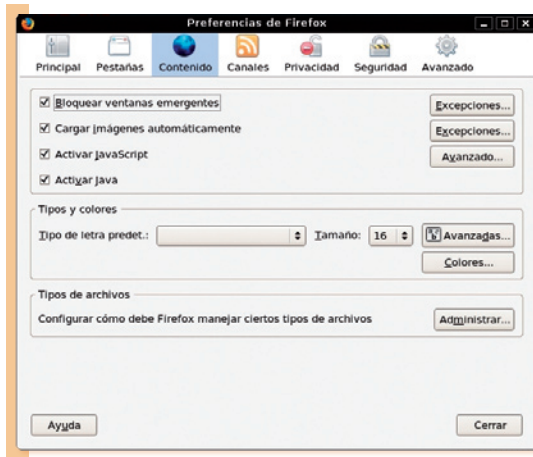 Preferencias de Firefox
Principal Pestañas Contenido Canales Privacidad Seguridad Avanzado
Bloquear ventanas emergentes Excepciones...
Cargar imágenes automáticamente Excepciones...
Activar JavaScript Avanzado...
Activar Java
Tipos y colores
Tipo de letra predet.: Tamaño: 16 Avanzadas...
Colores...
Tipos de archivos
Configurar cómo debe Firefox manejar ciertos tipos de archivos Administrar...
Ayuda Cerrar